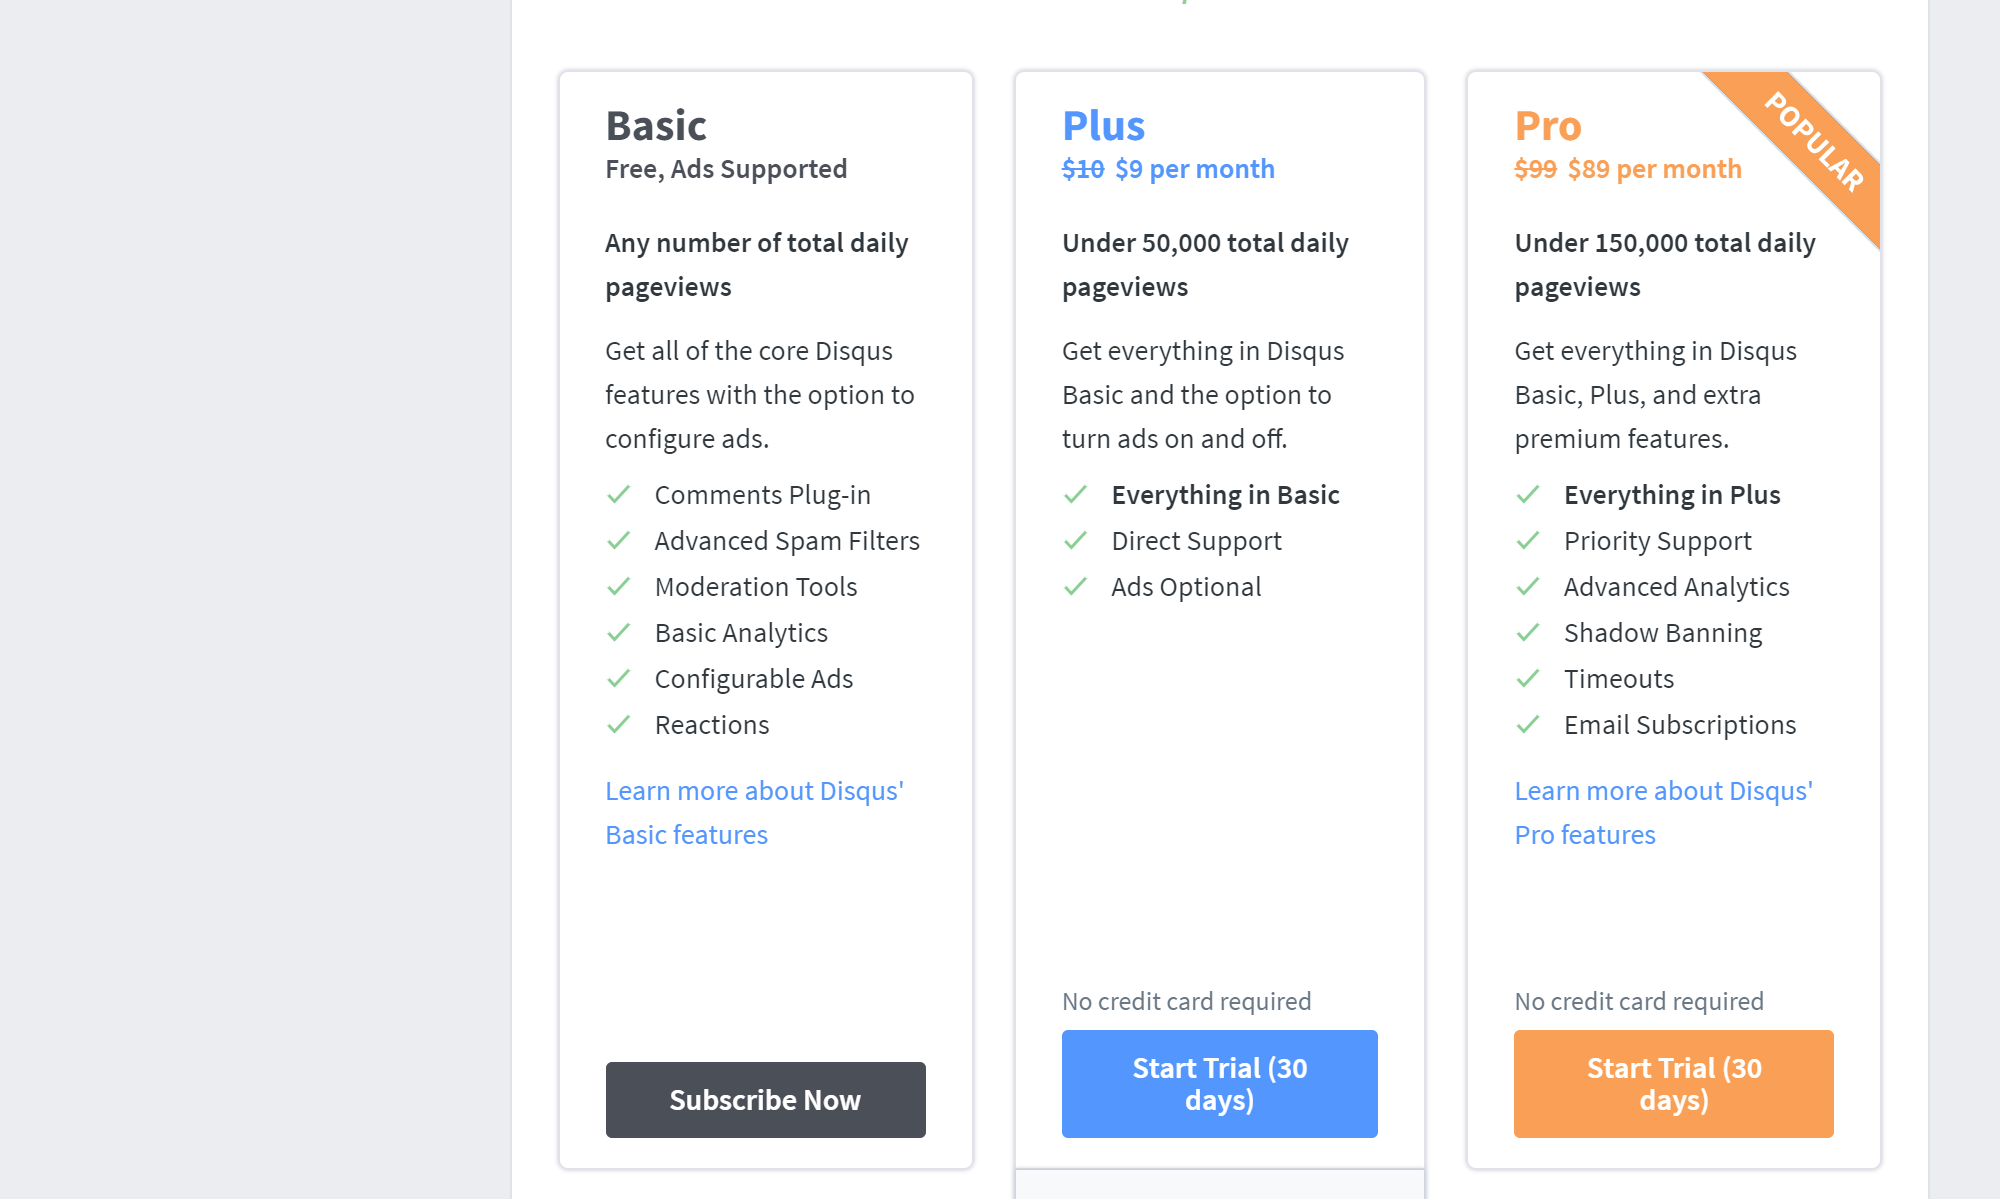 Basic
Free, Ads Supported
Any number of total daily
pageviews
Get all of the core Disqus
features with the option to
configure ads.
Comments Plug-in
Advanced Spam Filters
Moderation Tools
Basic Analytics
Configurable Ads
Reactions
Learn more about Disqus'
Basic features
Subscribe Now
Plus
$10 $9 per month
Under 50,000 total daily
pageviews
Get everything in Disqus
Basic and the option to
turn ads on and off.
Everything in Basic
Direct Support
Ads Optional
No credit card required
Start Trial (30
days)
POPULAR
Pro
$99 $89 per month
Under 150,000 total daily
pageviews
Get everything in Disqus
Basic, Plus, and extra
premium features.
Everything in Plus
Priority Support
Advanced Analytics
Shadow Banning
Timeouts
Email Subscriptions
Learn more about Disqus'
Pro features
No credit card required
Start Trial (30
days)